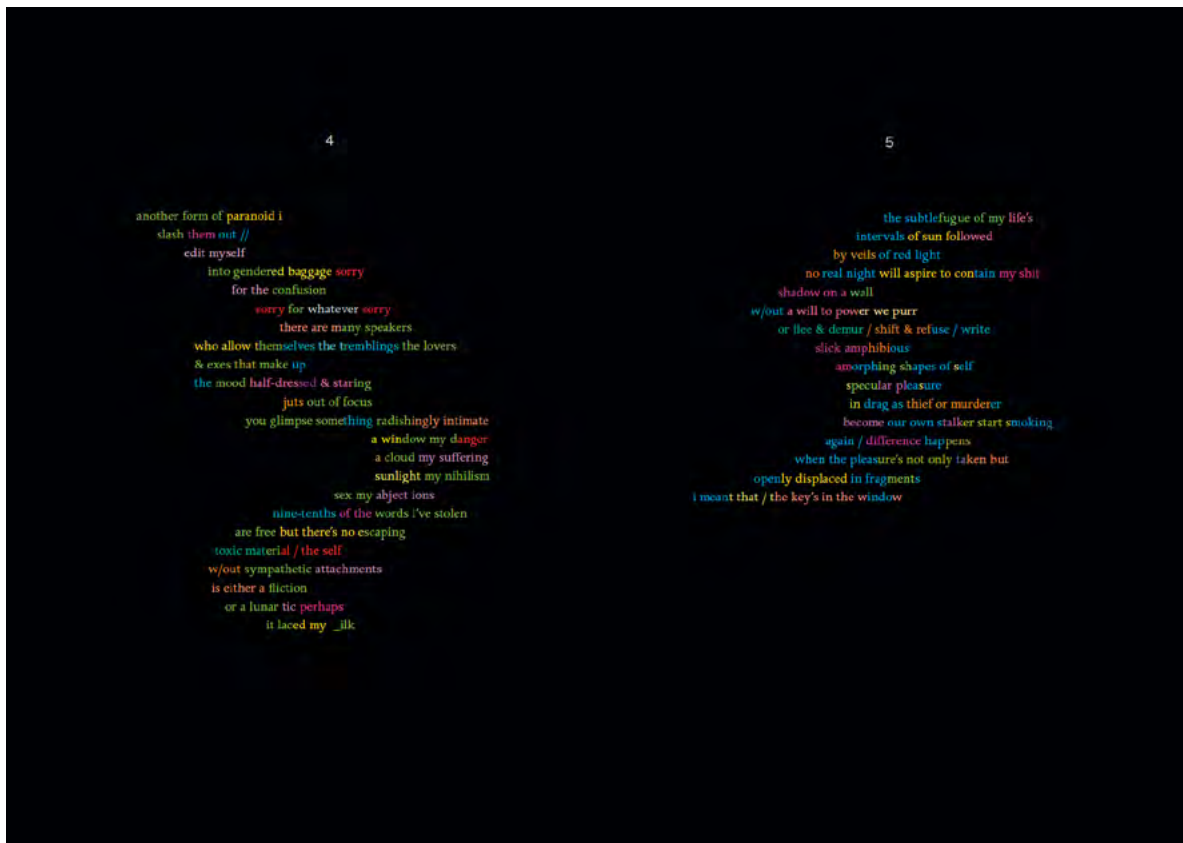 4
another form of paranoid i
slash them out //
edit myself
into gendered baggage sorry
for the confusion
sorry for whatever sorry
there are many speakers
who allow themselves the tremblings the lovers
& exes that make up
the mood half-dressed & staring
juts out of focus
you glimpse something radishingly intimate
a window my danger
a cloud my suffering
sunlight my nihilism
sex my abject ions
nine-tenths of the words i've stolen
are free but there's no escaping
toxic material / the self
w/out sympathetic attachments
is either a fliction
or a lunar tic perhaps
it laced my _ilk
5
the subtlefugue of my life's
intervals of sun followed
by veils of red light
no real night will aspire to contain my shit
shadow on a wall
w/out a will to power we purr
or flee & demur / shift & refuse / write
slick amphibious
amorphing shapes of self
specular pleasure
in drag as thief or murderer
become our own stalker start smoking
again / difference happens
when the pleasure's not only taken but
openly displaced in fragments
i meant that / the key's in the window